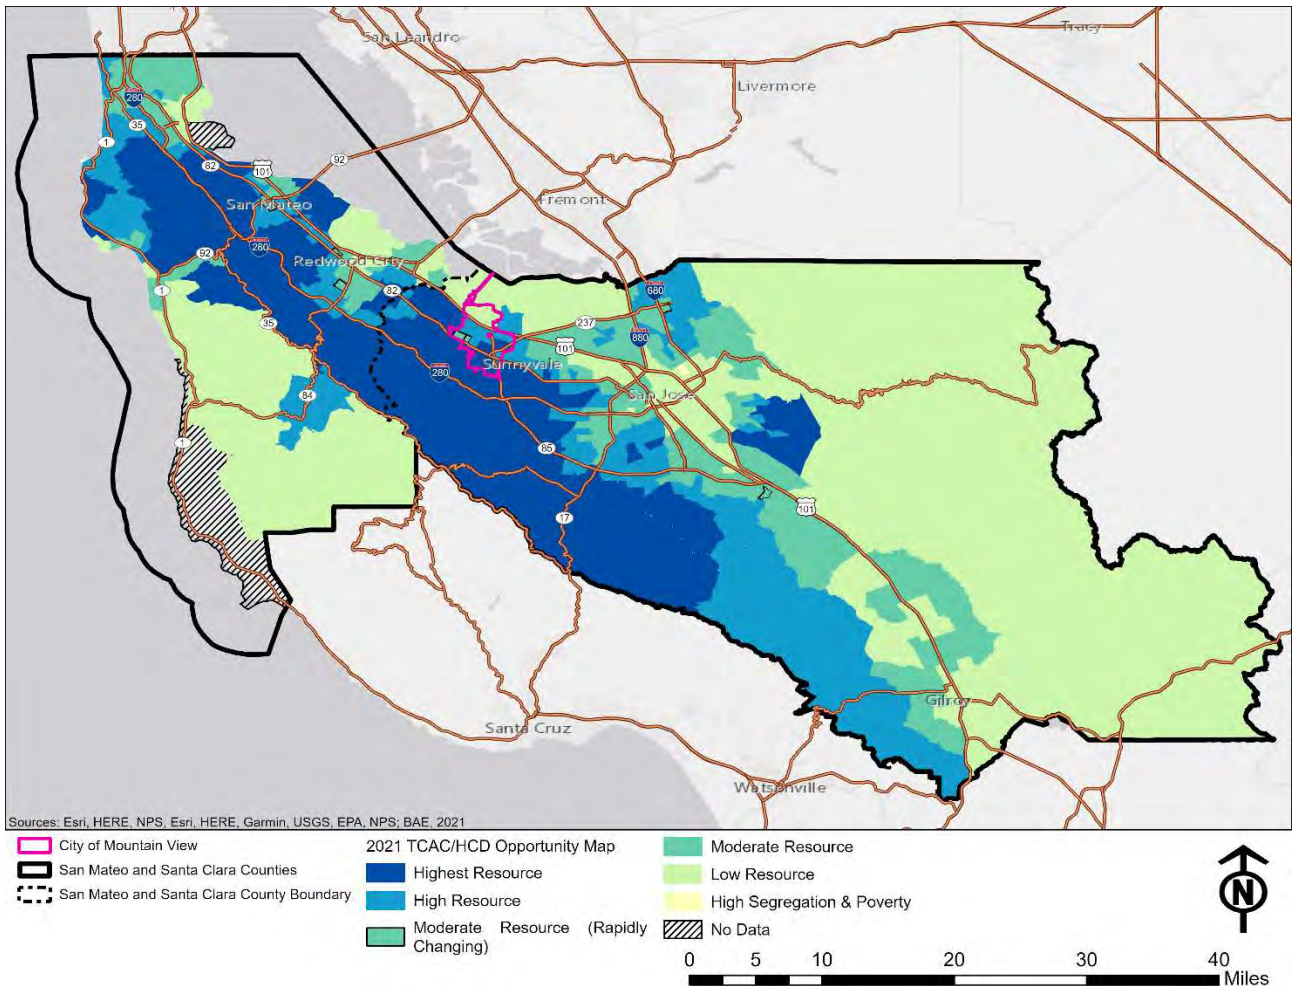 San Leandro
Tracy
Livermore
280
35
1
82
101
92
San Mateo
Fremont
92
280
Redwood City
1
82
680
35
237
880
101
Sunnyvale
280
84
San Jose
1
85
101
17
Gilroy
Santa Cruz
Watsonville
Sources: Esri, HERE, NPS, Esri, HERE, Garmin, USGS, EPA, NPS; BAE, 2021
City of Mountain View
San Mateo and Santa Clara Counties
San Mateo and Santa Clara County Boundary
2021 TCAC/HCD Opportunity Map
Highest Resource
High Resource
Moderate Resource (Rapidly
Changing)
Moderate Resource
Low Resource
High Segregation & Poverty
No Data
N
0 5 10 20 30 40
Miles